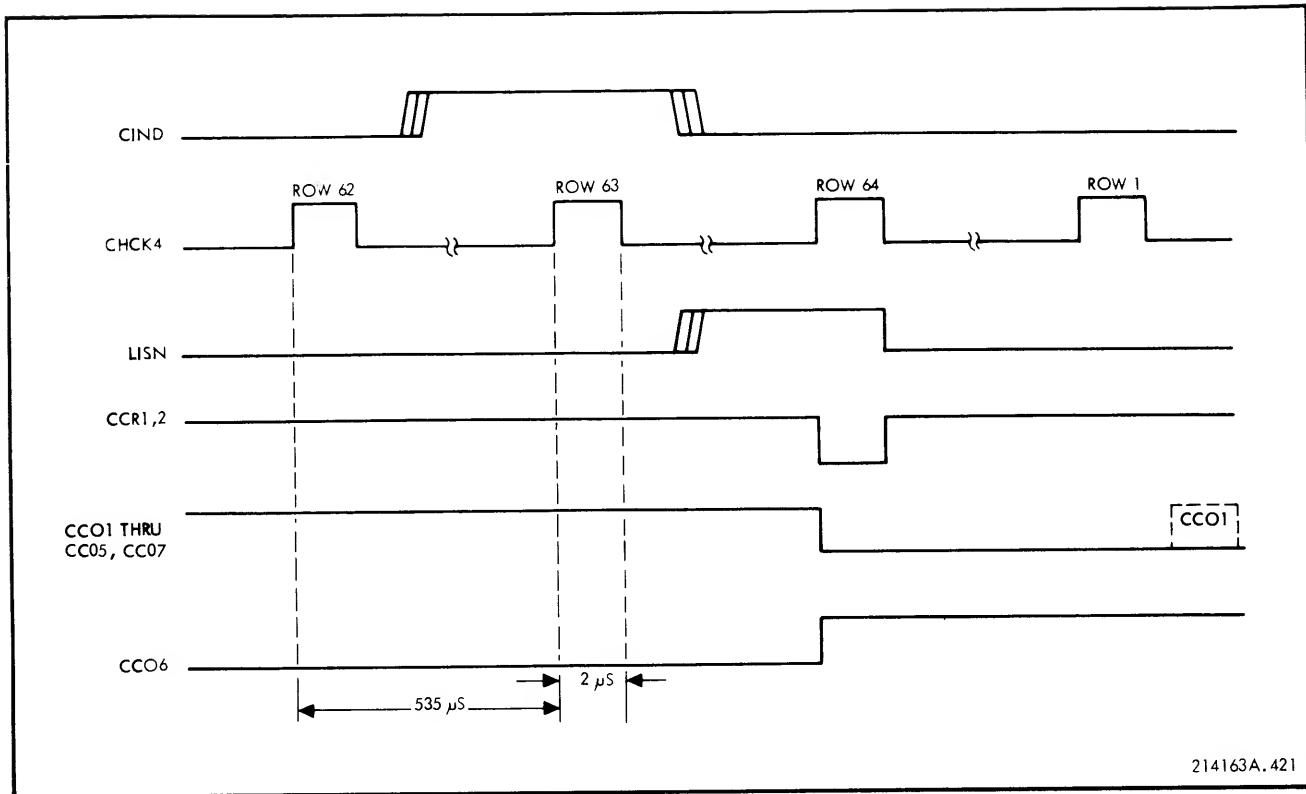 CIND
ROW 62
ROW 63
ROW 64
ROW 1
CHCK4
LISN
CCR1,2
CCO1 THRU
CC05, CC07
CCO1
CCO6
2 µS
535 µS
214163A.421